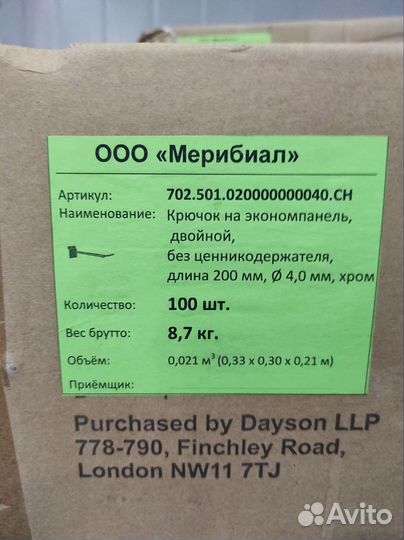 ООО «Мерибиал»
Артикул: 702.501.020000000040.CH
Наименование: Крючок на экономпанель,
двойной,
без ценникодержателя,
длина 200 мм, Ø 4,0 мм, хром
Количество: 100 шт.
Вес брутто: 8,7 кг.
Объём: 0,021 м³ (0,33 х 0,30 х 0,21 м)
Приёмщик:
Purchased by Dayson LLP
778-790, Finchley Road,
London NW11 7TJ
Avito